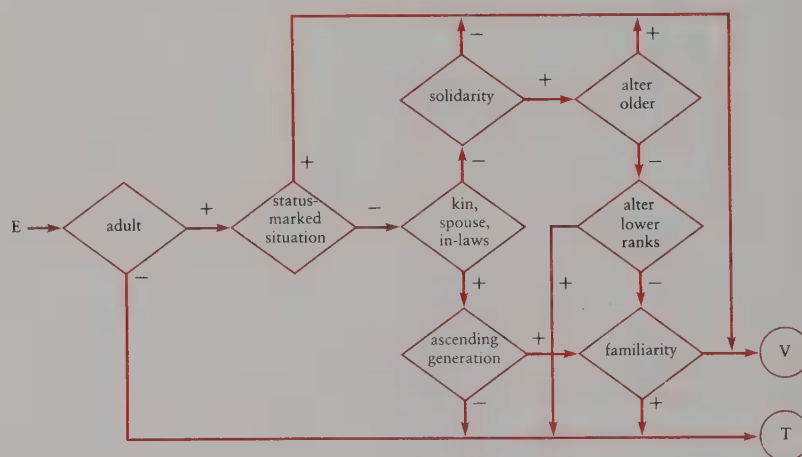 −
+
solidarity
+
alter
older
+
−
−
E
adult
+
status-
marked
situation
−
kin,
spouse,
in-laws
alter
lower
ranks
−
+
+
−
ascending
generation
+
familiarity
V
−
+
T